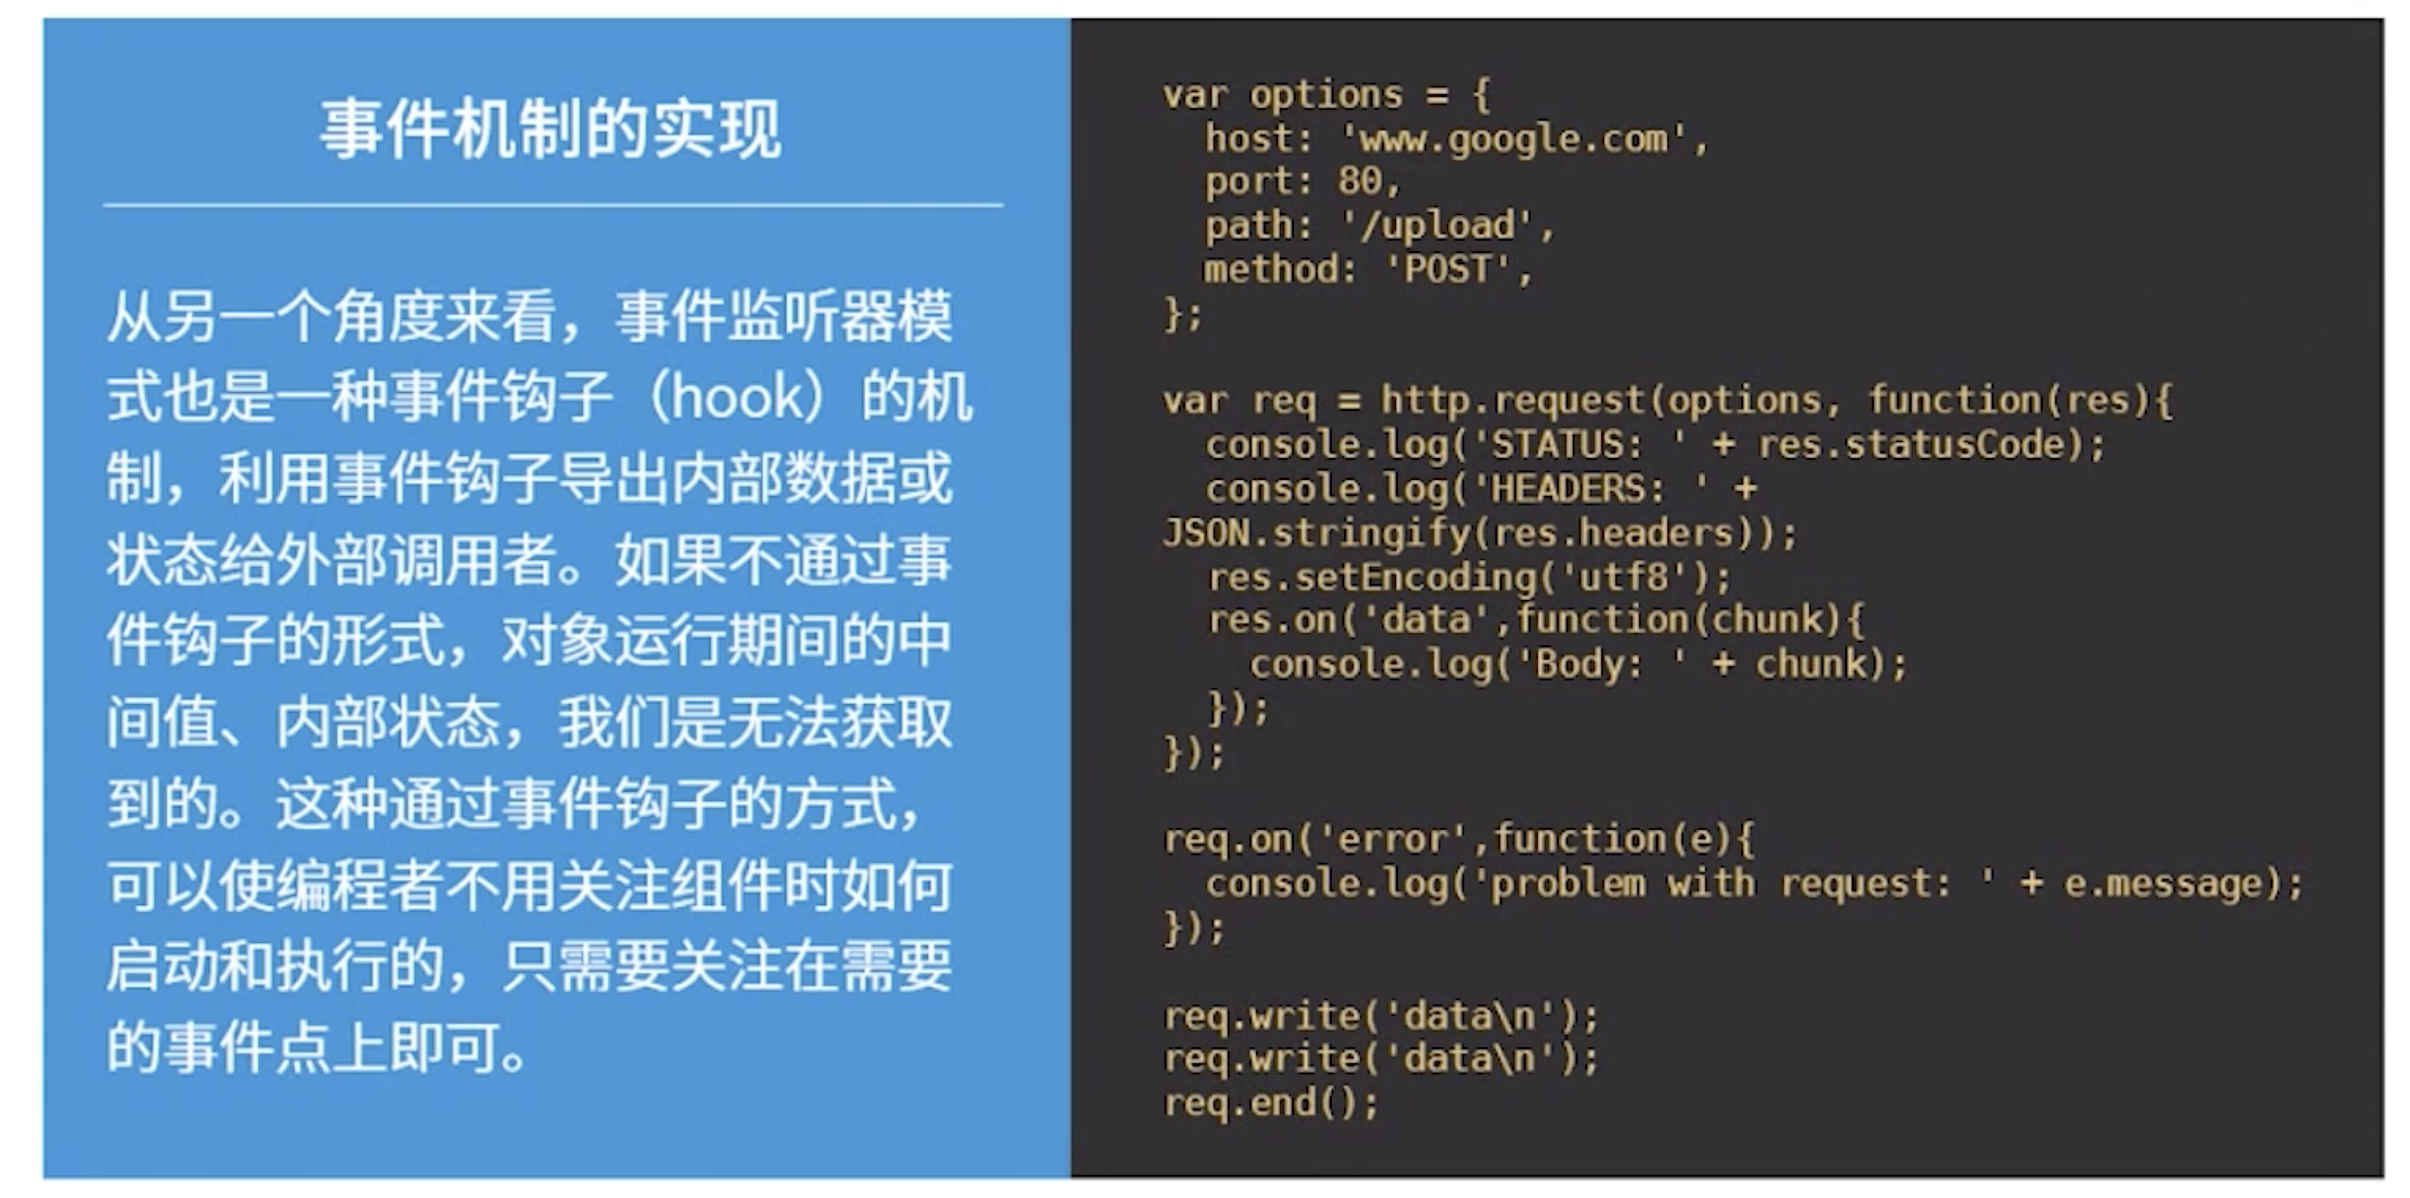 事件机制的实现
从另一个角度来看，事件监听器模
式也是一种事件钩子（hook）的机
制，利用事件钩子导出内部数据或
状态给外部调用者。如果不通过事
件钩子的形式，对象运行期间的中
间值、内部状态，我们是无法获取
到的。这种通过事件钩子的方式，
可以使编程者不用关注组件时如何
启动和执行的，只需要关注在需要
的事件点上即可。
var options = {
  host: 'www.google.com',
  port: 80,
  path: '/upload',
  method: 'POST',
};

var req = http.request(options, function(res){
  console.log('STATUS: ' + res.statusCode);
  console.log('HEADERS: ' +
JSON.stringify(res.headers));
  res.setEncoding('utf8');
  res.on('data',function(chunk){
    console.log('Body: ' + chunk);
  });
});

req.on('error',function(e){
  console.log('problem with request: ' + e.message);
});

req.write('data\n');
req.write('data\n');
req.end();